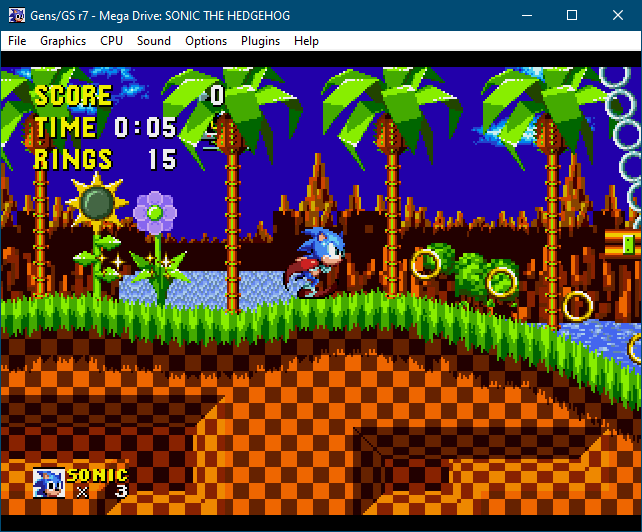 Gens/GS r7 - Mega Drive: SONIC THE HEDGEHOG
File Graphics CPU Sound Options Plugins Help
SCORE 0
TIME 0:05
RINGS 15
SONIC
x 3